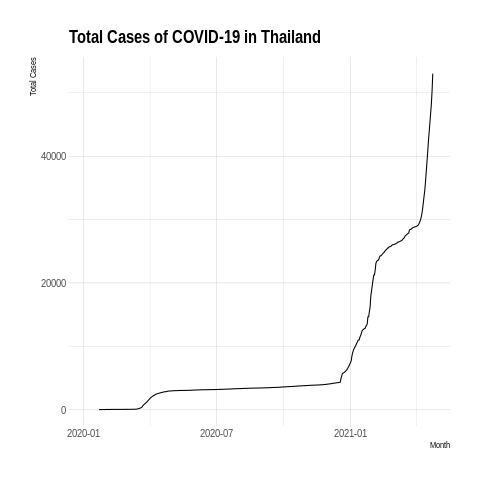 Total Cases of COVID-19 in Thailand
Total Cases
40000
20000
0
2020-01 2020-07 2021-01
Month